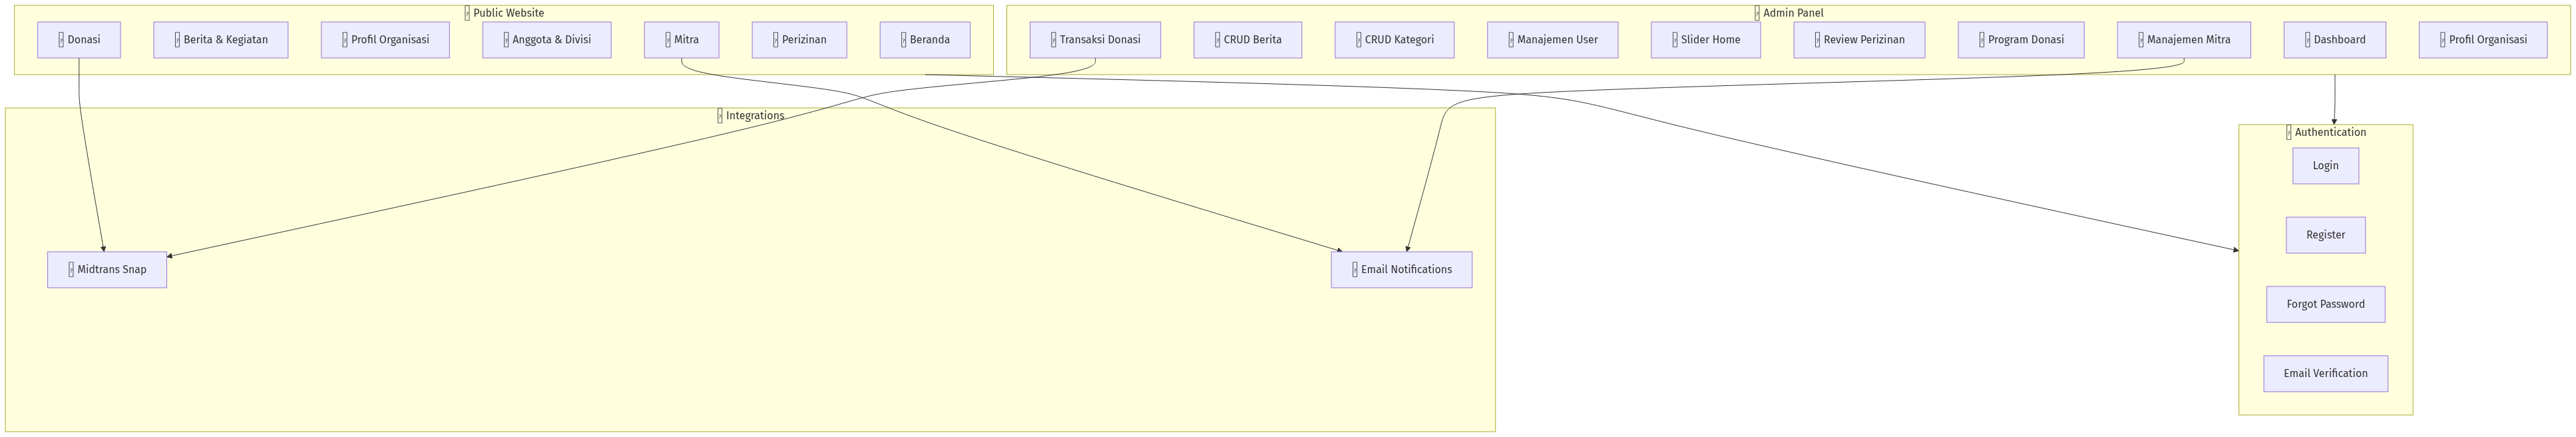 Public Website
Donasi
Berita & Kegiatan
Profil Organisasi
Anggota & Divisi
Mitra
Perizinan
Beranda
Admin Panel
Transaksi Donasi
CRUD Berita
CRUD Kategori
Manajemen User
Slider Home
Review Perizinan
Program Donasi
Manajemen Mitra
Dashboard
Profil Organisasi
Integrations
Midtrans Snap
Email Notifications
Authentication
Login
Register
Forgot Password
Email Verification